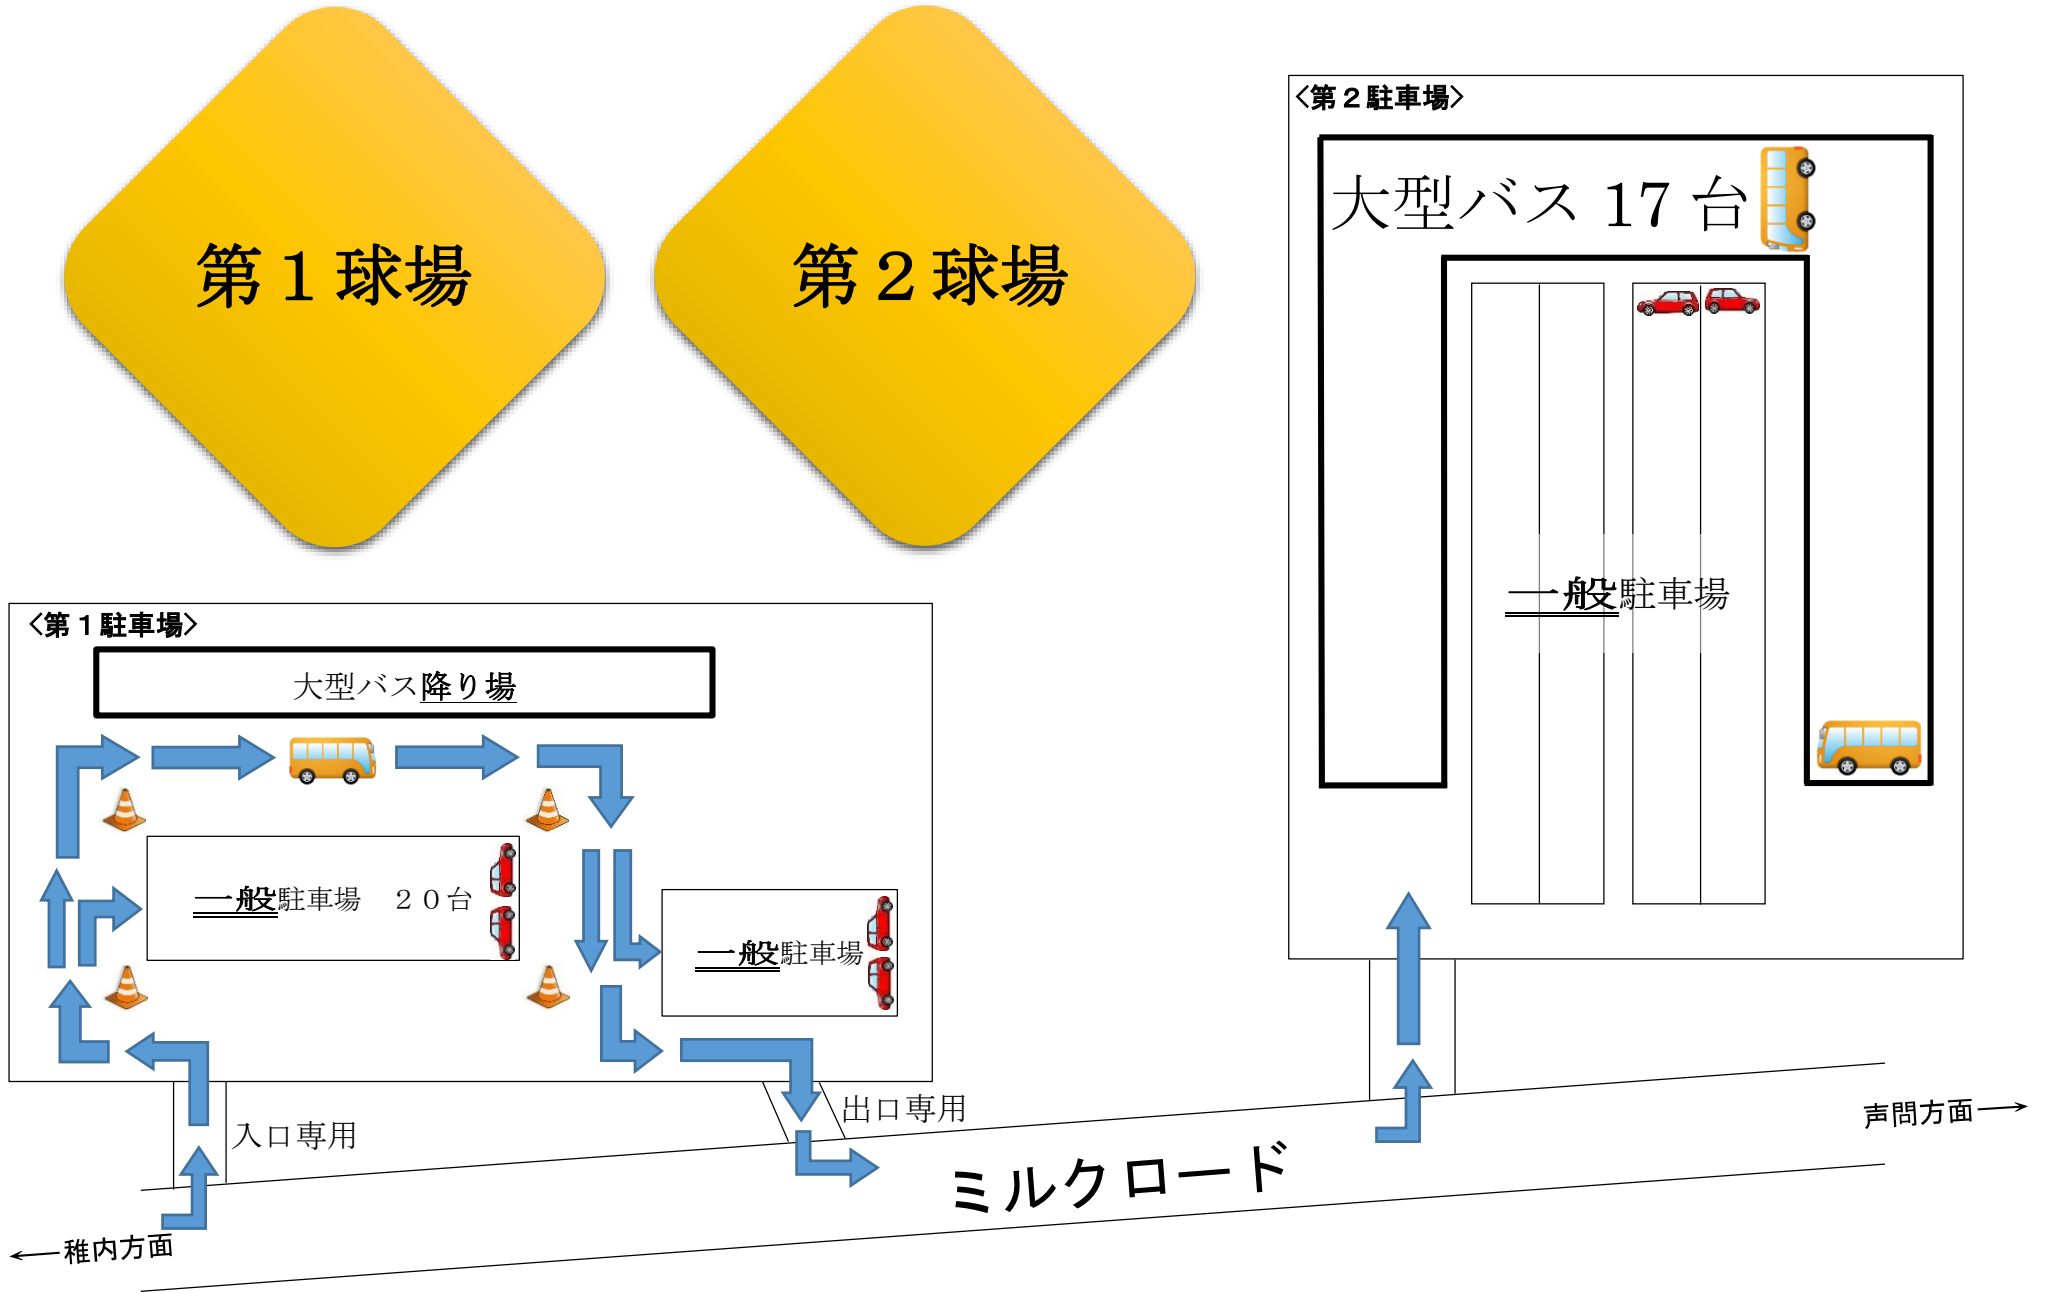 第１球場
第２球場
<第２駐車場>
大型バス 17 台
一般駐車場
<第１駐車場>
大型バス降り場
一般駐車場　２０台
一般駐車場
入口専用
出口専用
ミルクロード
声問方面
稚内方面